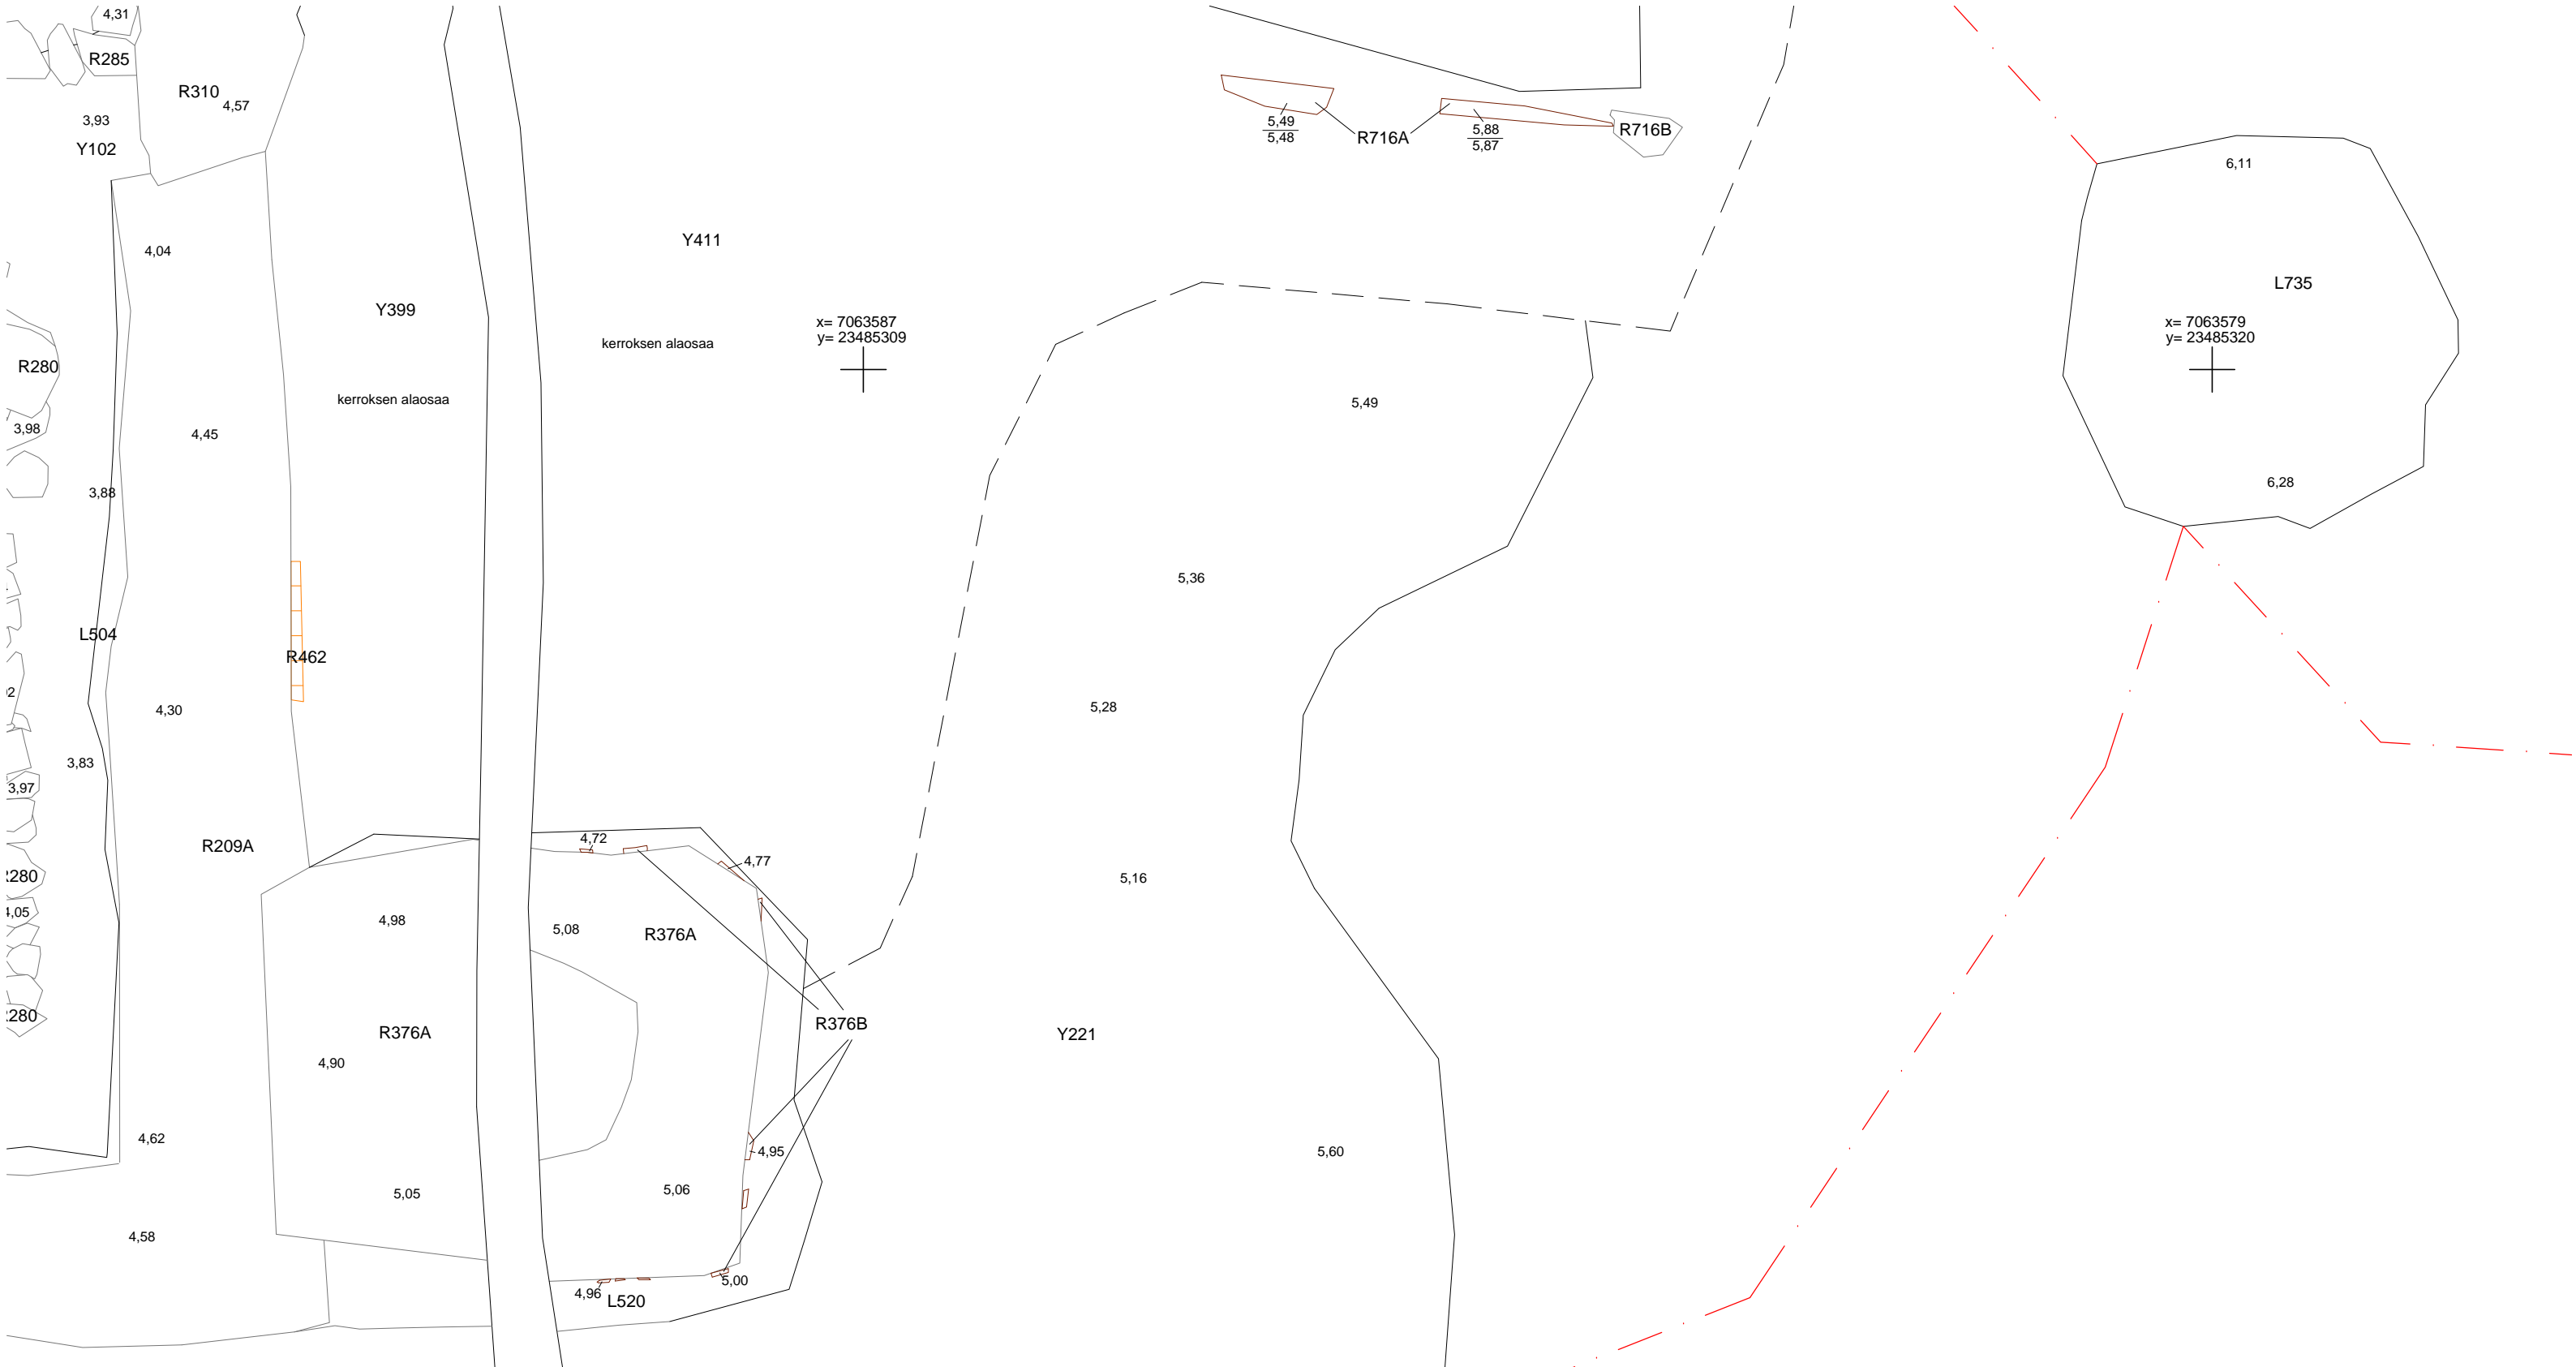 4,31
R285
R310
4,57
3,93
Y102
5,49
5,48
R716A
5,88
5,87
R716B
6,11
4,04
Y411
L735
Y399
x= 7063587
y= 23485309
x= 7063579
y= 23485320
kerroksen alaosaa
R280
kerroksen alaosaa
5,49
3,98
4,45
3,88
6,28
5,36
L504
R462
4,30
5,28
3,83
3,97
4,72
R209A
4,77
5,16
4,05
4,98
5,08
R376A
R376B
R376A
Y221
4,90
4,62
4,95
5,60
5,05
5,06
4,58
5,00
4,96
L520